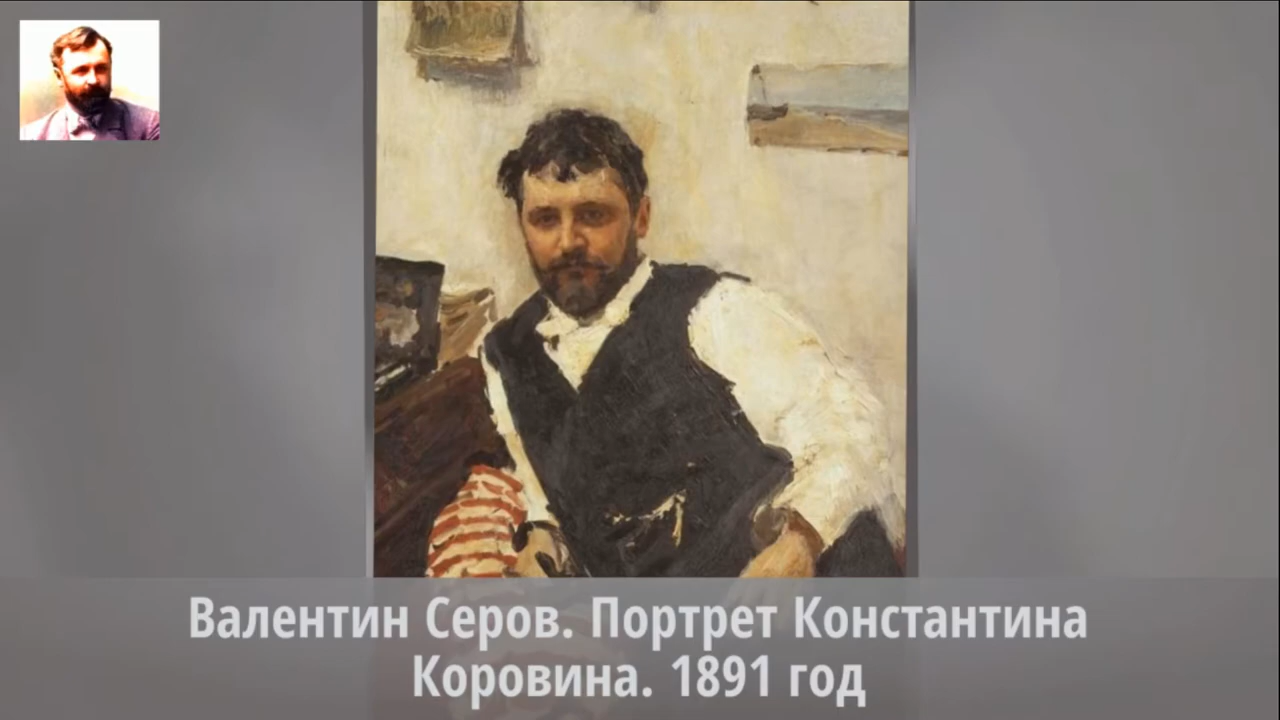 Валентин Серов. Портрет Константина
Коровина. 1891 год